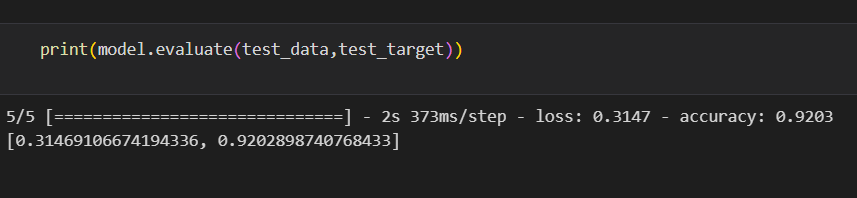 print(model.evaluate(test_data,test_target))
5/5 [==============================] - 2s 373ms/step - loss: 0.3147 - accuracy: 0.9203
[0.31469106674194336, 0.9202898740768433]